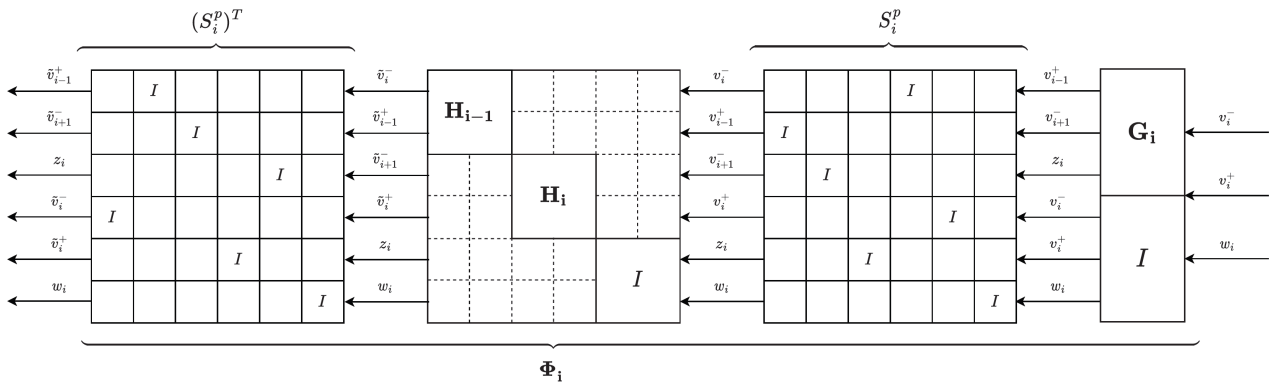 (S_i^p)^T S_i^p
ṽ_{i-1}^+ I ṽ_i^- H_{i-1} v_i^- I v_{i-1}^+ G_i v_i^-
ṽ_{i+1}^- I ṽ_{i-1}^+ v_{i-1}^+ I v_{i+1}^-
z_i I ṽ_{i+1}^- H_i v_{i+1}^- I z_i v_i^+
ṽ_i^- I ṽ_i^+ v_i^+ I v_i^-
ṽ_i^+ I z_i I z_i I v_i^+ I w_i
w_i I w_i w_i I w_i
Φ_i